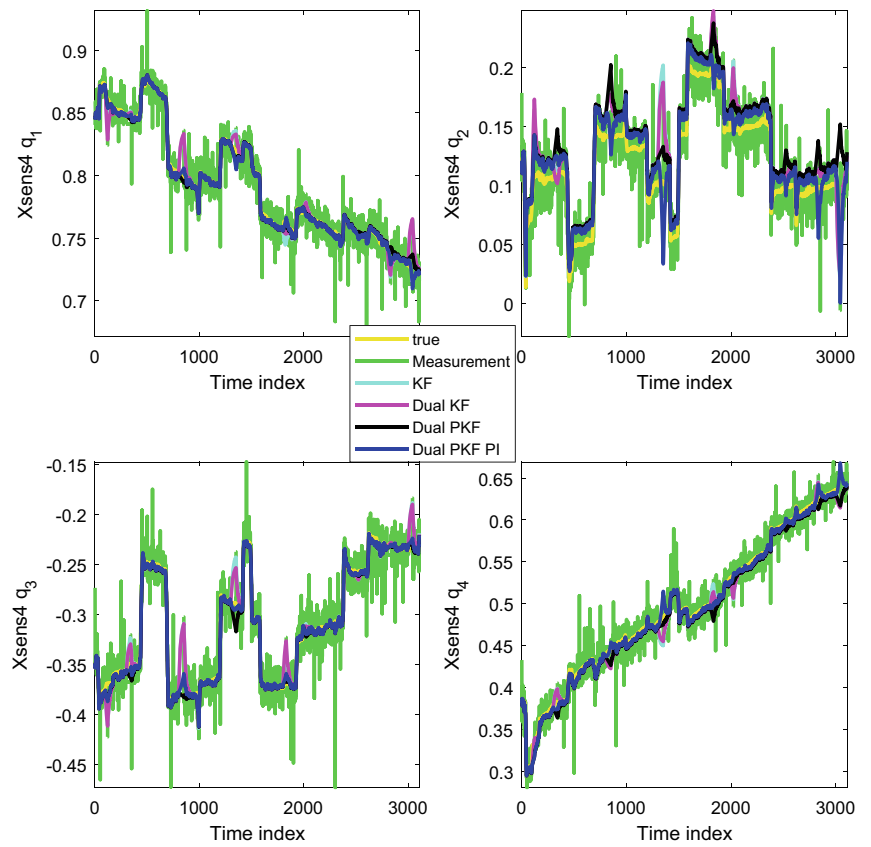 0.9
0.85
0.8
0.75
0.7
Xsens4 q1
0 1000 2000 3000
Time index
0.2
0.15
0.1
0.05
0
Xsens4 q2
0 1000 2000 3000
Time index
true
Measurement
KF
Dual KF
Dual PKF
Dual PKF PI
-0.15
-0.2
-0.25
-0.3
-0.35
-0.4
-0.45
Xsens4 q3
0 1000 2000 3000
Time index
0.65
0.6
0.55
0.5
0.45
0.4
0.35
0.3
Xsens4 q4
0 1000 2000 3000
Time index